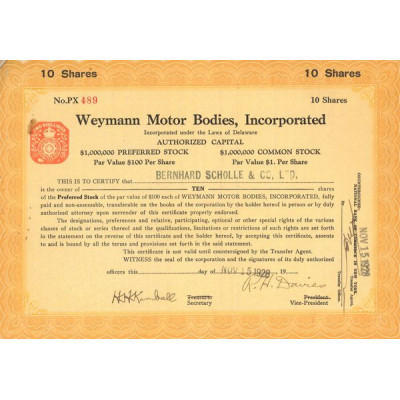 10 Shares 10 Shares
No.PX 489 10 Shares
Weymann Motor Bodies, Incorporated
Incorporated under the Laws of Delaware
AUTHORIZED CAPITAL
$1,000,000 PREFERRED STOCK $1,000,000 COMMON STOCK
Par Value $100 Per Share Par Value $1. Per Share
THIS IS TO CERTIFY that BERNHARD SCHOLLE & CO, LTD.
is the owner of TEN shares
of the Preferred Stock of the par value of $100 each of WEYMANN MOTOR BODIES, INCORPORATED, fully
paid and non-assessable, transferable on the books of the corporation by the holder hereof in person or by duly
authorized attorney upon surrender of this certificate properly endorsed.
The designations, preferences and relative, participating, optional or other special rights of the various
classes of stock or series thereof and the qualifications, limitations or restrictions of such rights are set forth
in the statement on the reverse of this certificate and the holder hereof, by accepting this certificate, assents
to and is bound by all the terms and provisions set forth in the said statement.
This certificate is not valid until countersigned by the Transfer Agent.
WITNESS the seal of the corporation and the signatures of its duly authorized
officers this day of NOV 15 1929 19
H.H. Kimball R. H. Davies
Treasurer President
Secretary Vice-President
NOV 15 1929